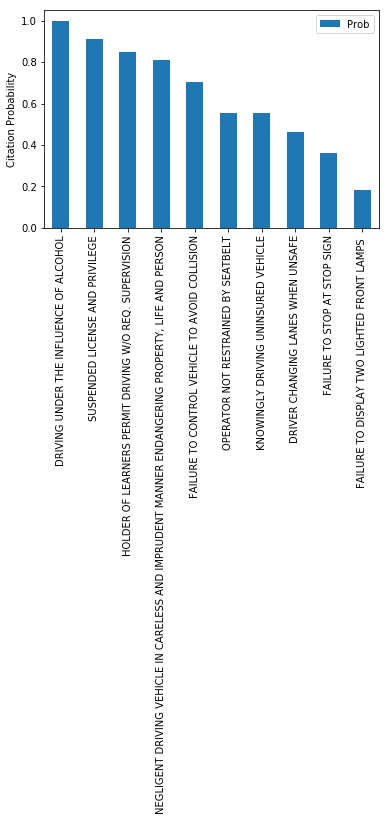 Prob
Citation Probability
1.0
0.8
0.6
0.4
0.2
0.0
DRIVING UNDER THE INFLUENCE OF ALCOHOL
SUSPENDED LICENSE AND PRIVILEGE
HOLDER OF LEARNERS PERMIT DRIVING W/O REQ. SUPERVISION
NEGLIGENT DRIVING VEHICLE IN CARELESS AND IMPRUDENT MANNER ENDANGERING PROPERTY, LIFE AND PERSON
FAILURE TO CONTROL VEHICLE TO AVOID COLLISION
OPERATOR NOT RESTRAINED BY SEATBELT
KNOWINGLY DRIVING UNINSURED VEHICLE
DRIVER CHANGING LANES WHEN UNSAFE
FAILURE TO STOP AT STOP SIGN
FAILURE TO DISPLAY TWO LIGHTED FRONT LAMPS